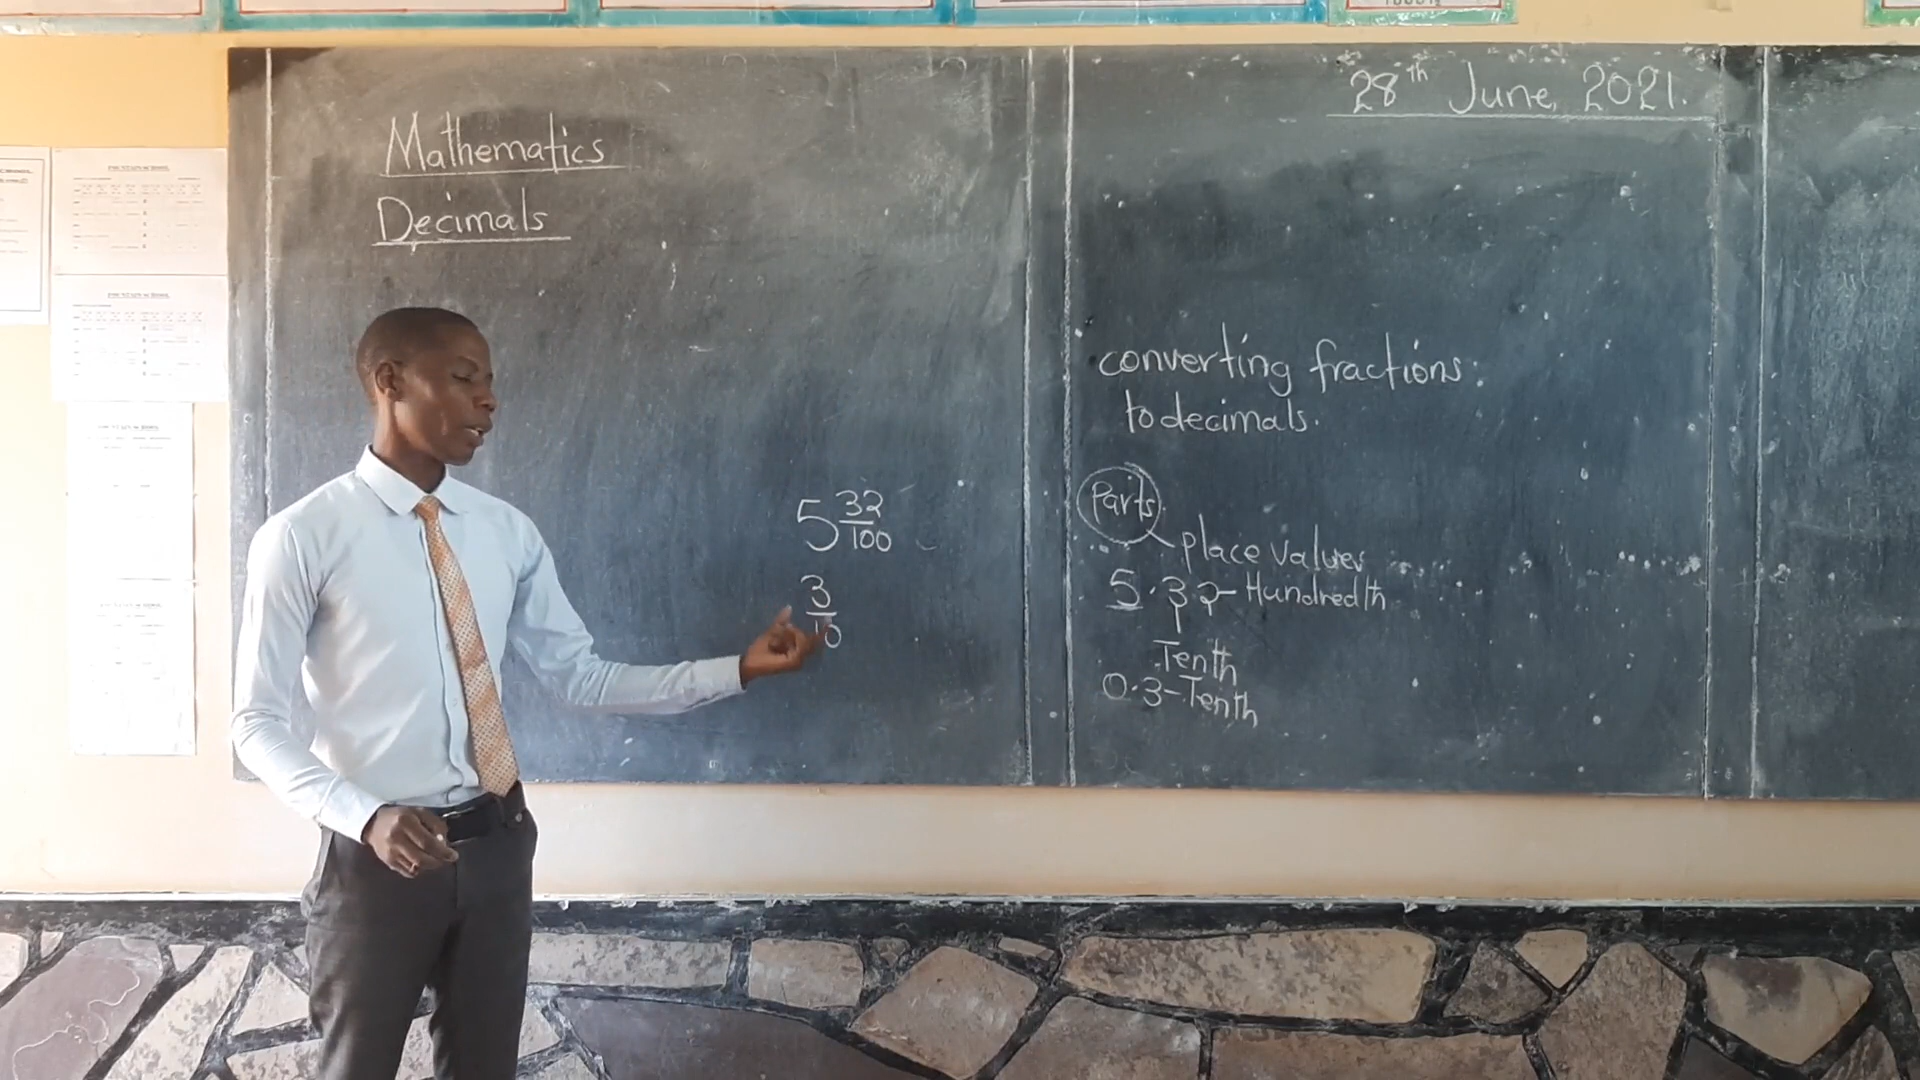 Mathematics
Decimals
5 32/100
3/10
28th June, 2021.
converting fractions:
to decimals.
Parts
place values
5.32 - Hundredth
Tenth
0.3 - Tenth